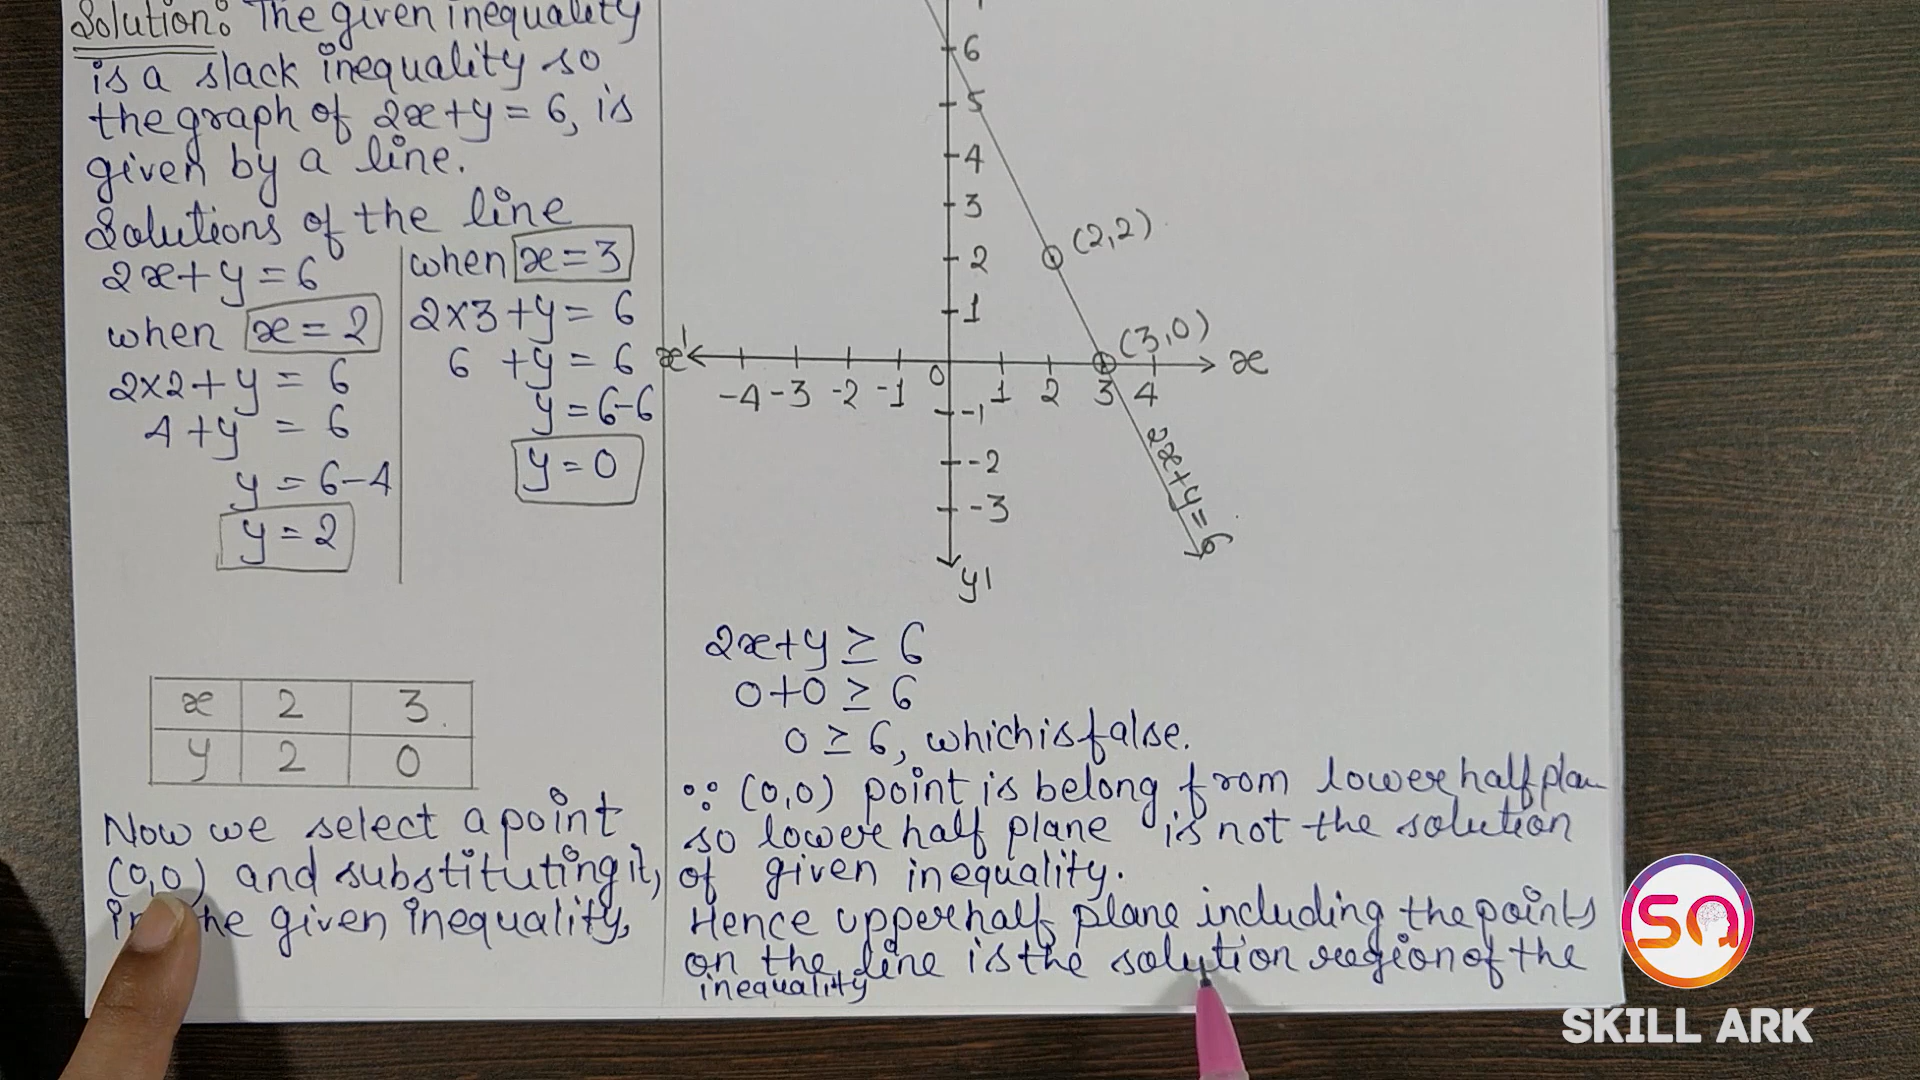 Solution: The given inequality
is a slack inequality so
the graph of 2x+y=6, is
given by a line.
Solutions of the line
2x+y=6
when x=2
2×2+y=6
4+y=6
y=6-4
y=2
when x=3
2×3+y=6
6+y=6
y=6-6
y=0
x 2 3
y 2 0
Now we select a point
(0,0) and substituting it,
in the given inequality,
6
5
4
3
2
1
(2,2)
(3,0)
x' x
-4 -3 -2 -1 0 1 2 3 4
-1
-2
-3
2x+y=6
y'
2x+y ≥ 6
0+0 ≥ 6
0 ≥ 6, which is false.
∵ (0,0) point is belong from lower half plan
so lower half plane is not the solution
of given inequality.
Hence upper half plane including the points
on the line is the solution region of the
inequality
SKILL ARK